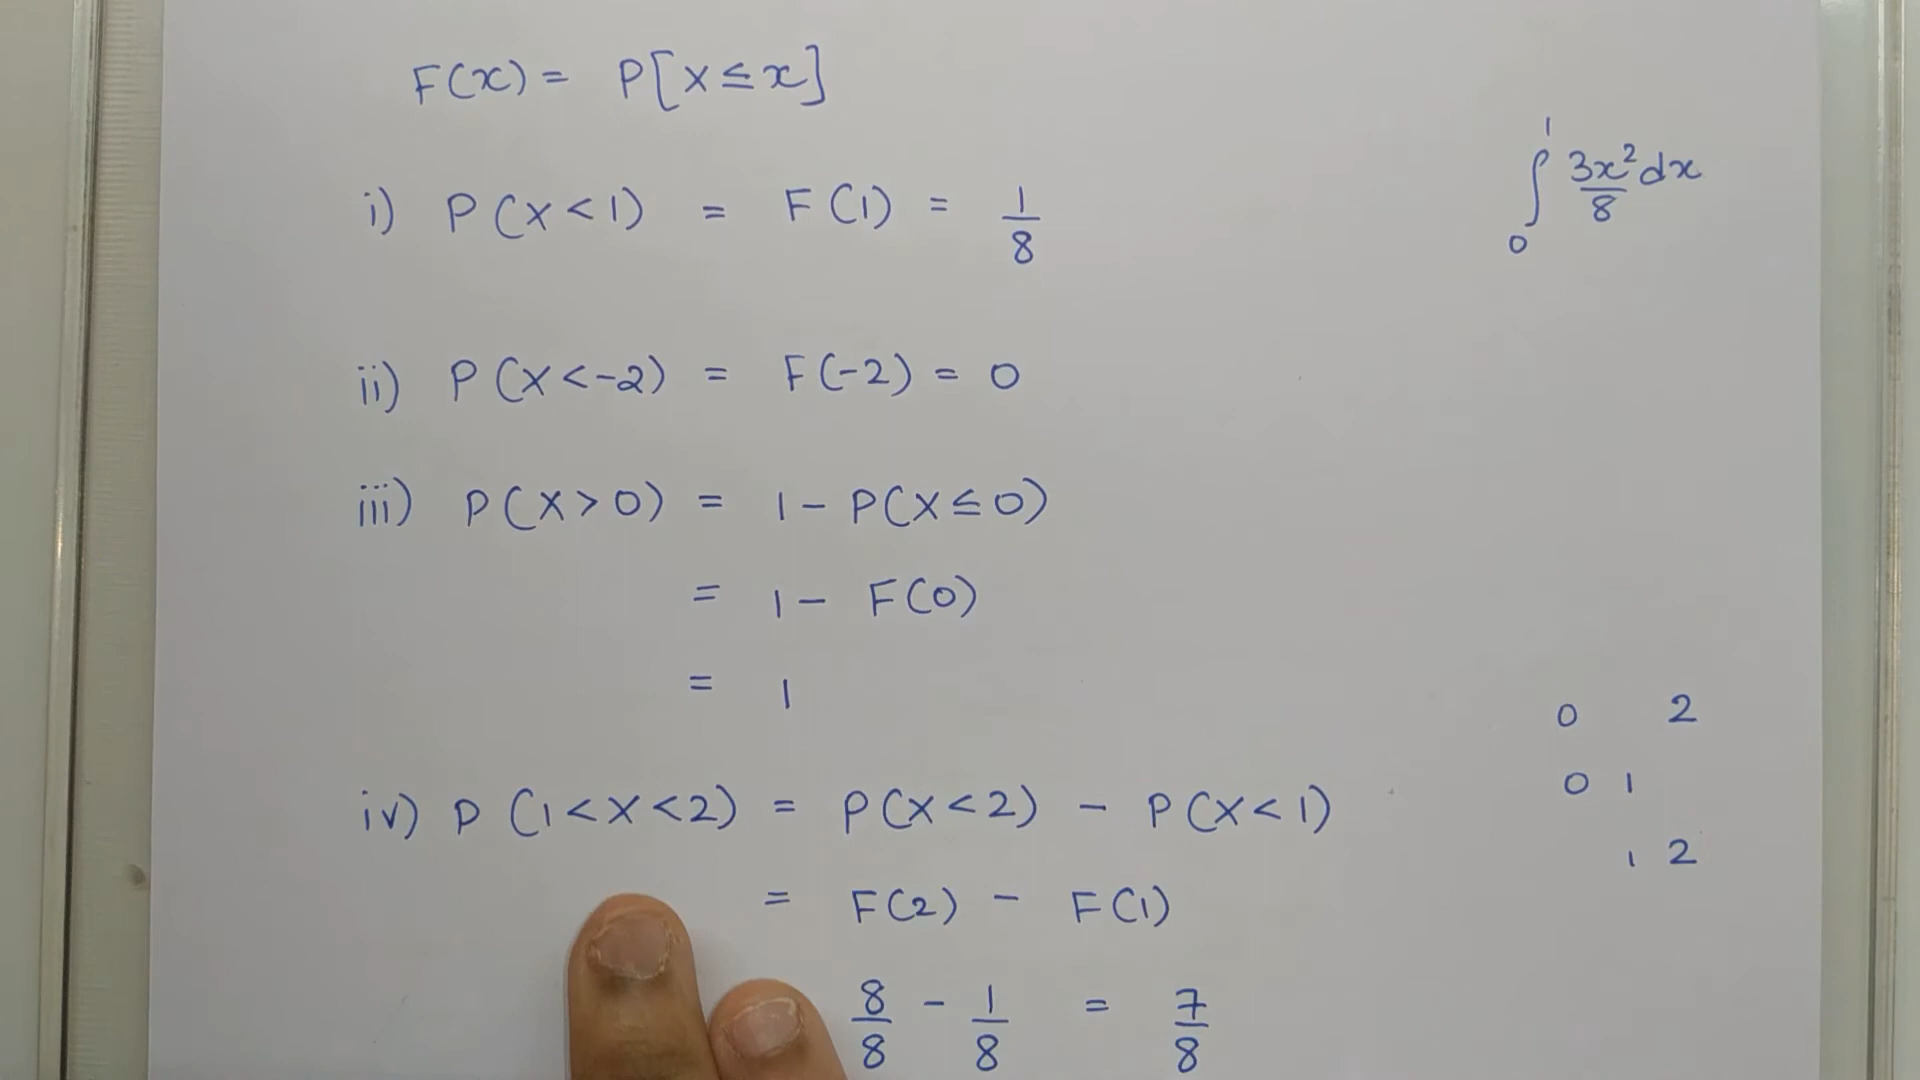 F(x) = P[X ≤ x]
i) P(X < 1) = F(1) = 1/8
∫₀¹ 3x²/8 dx
ii) P(X < -2) = F(-2) = 0
iii) P(X > 0) = 1 - P(X ≤ 0)
= 1 - F(0)
= 1
0 2
0 1
1 2
iv) P(1 < X < 2) = P(X < 2) - P(X < 1)
= F(2) - F(1)
8/8 - 1/8 = 7/8